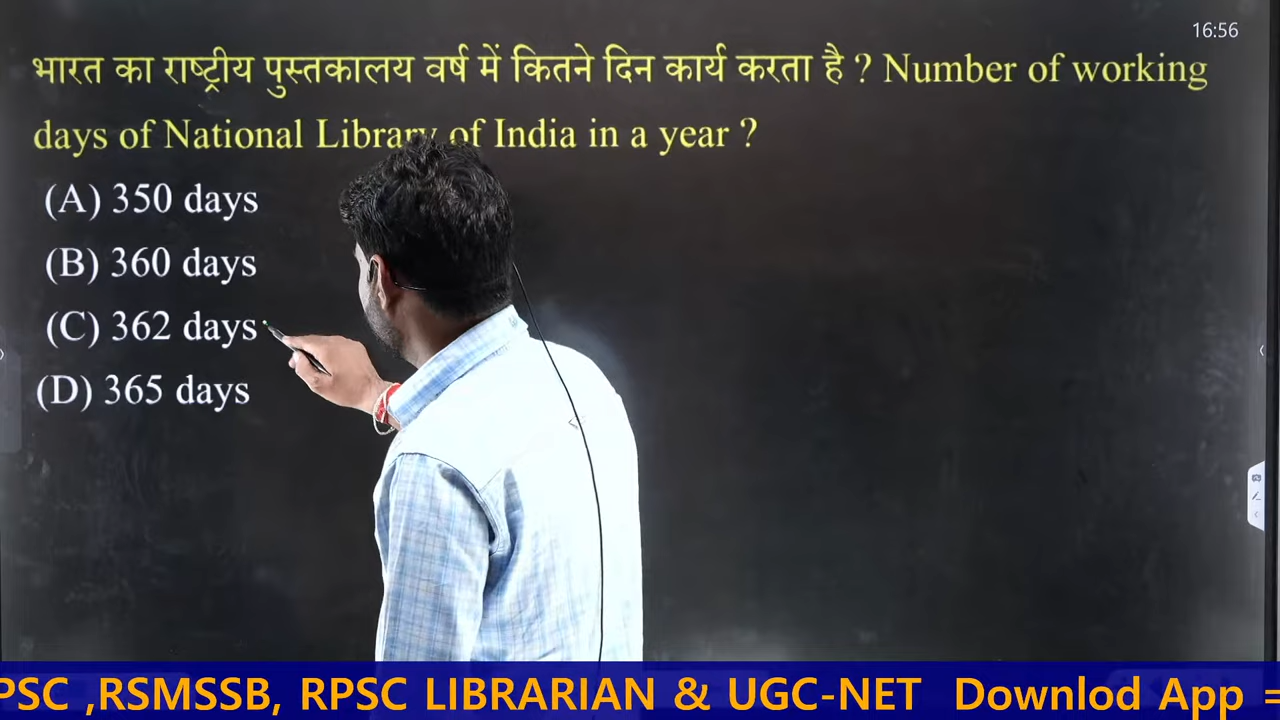 16:56
भारत का राष्ट्रीय पुस्तकालय वर्ष में कितने दिन कार्य करता है ? Number of working
days of National Library of India in a year ?
(A) 350 days
(B) 360 days
(C) 362 days
(D) 365 days
PSC ,RSMSSB, RPSC LIBRARIAN & UGC-NET Downlod App =